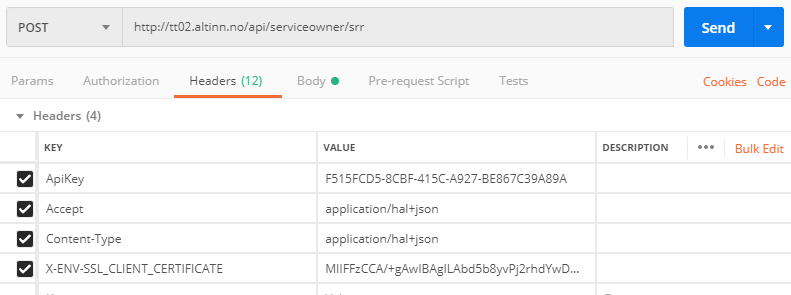 POST http://tt02.altinn.no/api/serviceowner/srr Send
Params Authorization Headers (12) Body Pre-request Script Tests Cookies Code
Headers (4)
KEY VALUE DESCRIPTION ••• Bulk Edit
ApiKey F515FCD5-8CBF-415C-A927-BE867C39A89A
Accept application/hal+json
Content-Type application/hal+json
X-ENV-SSL_CLIENT_CERTIFICATE MIIFFzCCA/+gAwIBAgILAbd5b8yvPj2rhdYwD...